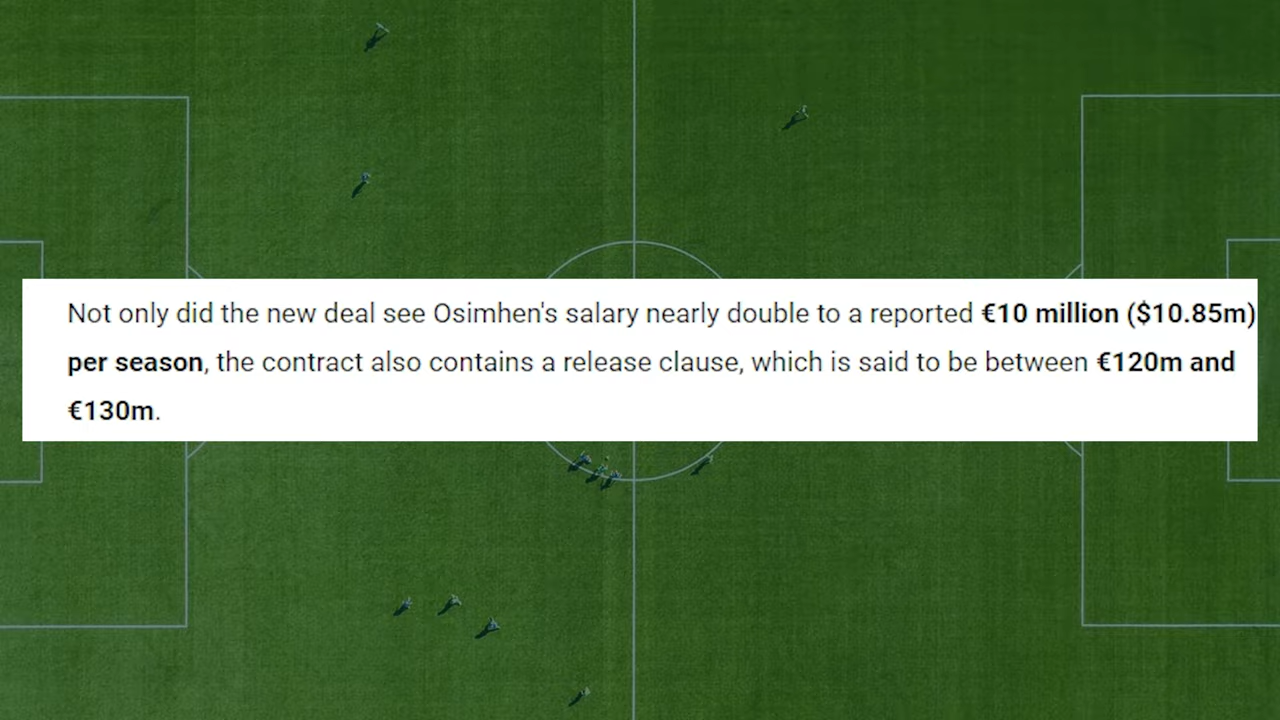 Not only did the new deal see Osimhen's salary nearly double to a reported €10 million ($10.85m)
per season, the contract also contains a release clause, which is said to be between €120m and
€130m.